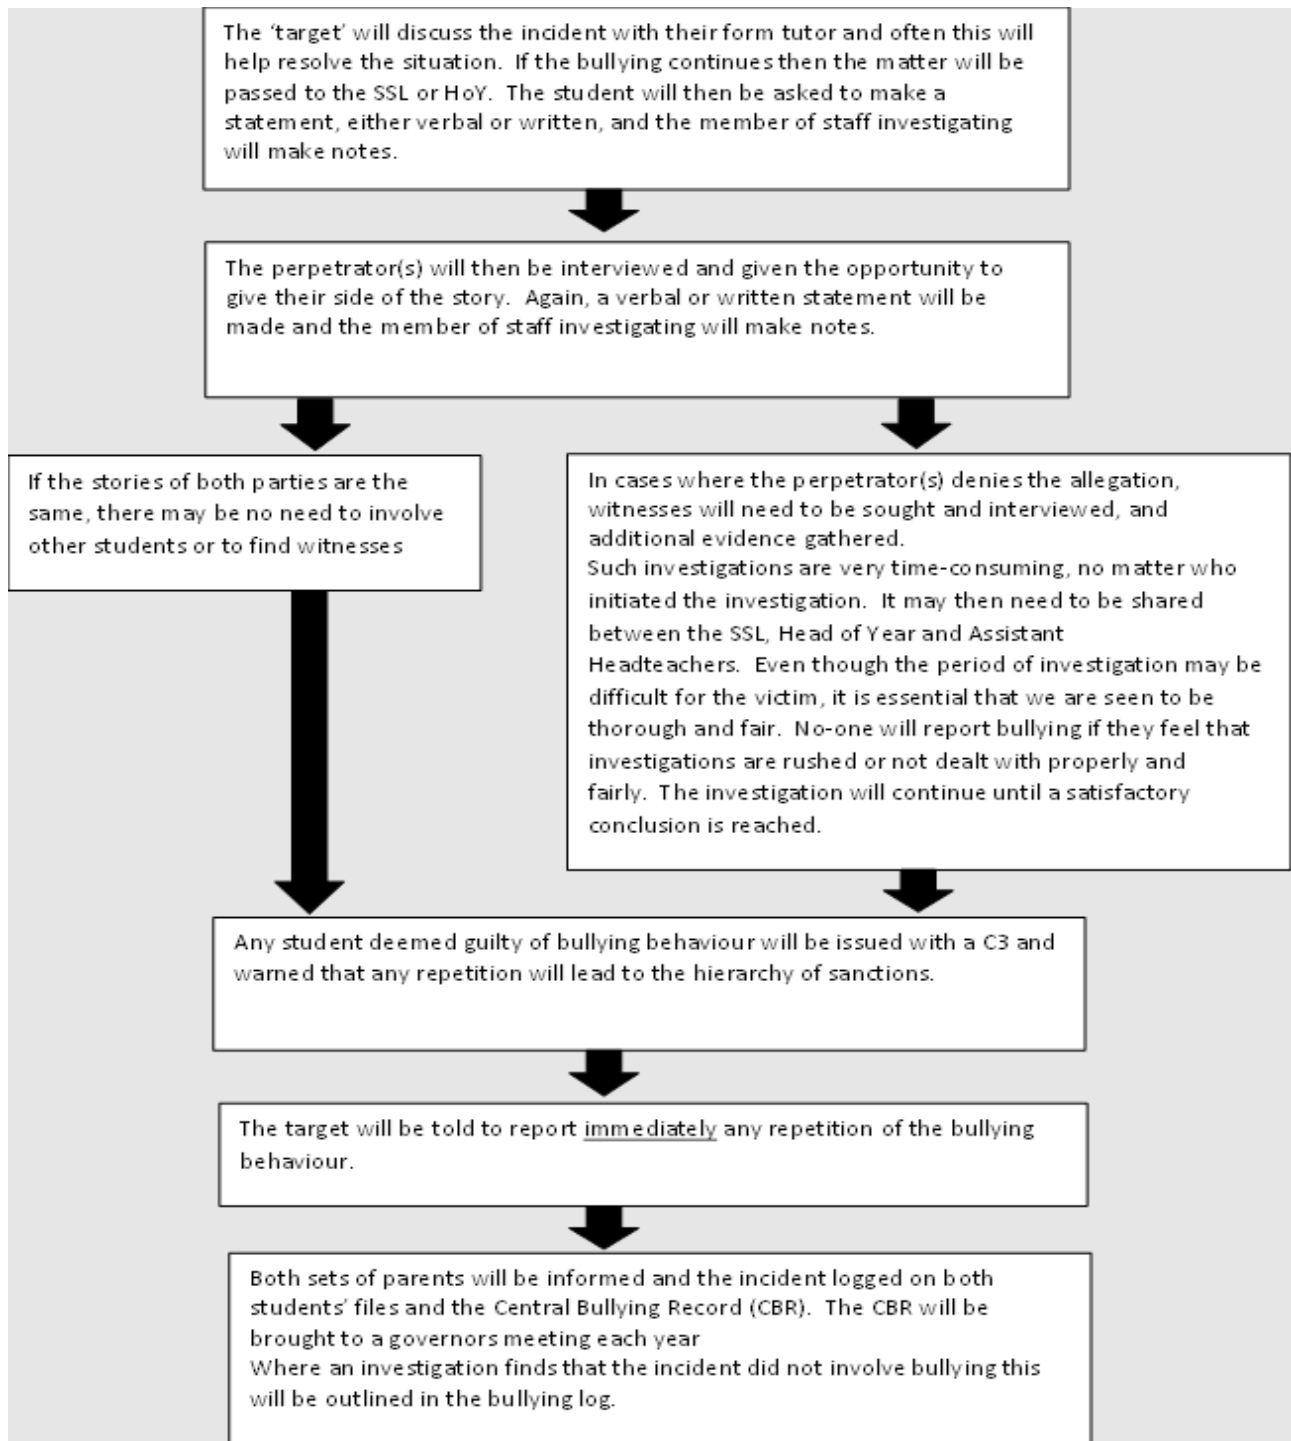 The ‘target’ will discuss the incident with their form tutor and often this will
help resolve the situation.  If the bullying continues then the matter will be
passed to the SSL or HoY.  The student will then be asked to make a
statement, either verbal or written, and the member of staff investigating
will make notes.
The perpetrator(s) will then be interviewed and given the opportunity to
give their side of the story.  Again, a verbal or written statement will be
made and the member of staff investigating will make notes.
If the stories of both parties are the
same, there may be no need to involve
other students or to find witnesses
In cases where the perpetrator(s) denies the allegation,
witnesses will need to be sought and interviewed, and
additional evidence gathered.
Such investigations are very time-consuming, no matter who
initiated the investigation.  It may then need to be shared
between the SSL, Head of Year and Assistant
Headteachers.  Even though the period of investigation may be
difficult for the victim, it is essential that we are seen to be
thorough and fair.  No-one will report bullying if they feel that
investigations are rushed or not dealt with properly and
fairly.  The investigation will continue until a satisfactory
conclusion is reached.
Any student deemed guilty of bullying behaviour will be issued with a C3 and
warned that any repetition will lead to the hierarchy of sanctions.
The target will be told to report immediately any repetition of the bullying
behaviour.
Both sets of parents will be informed and the incident logged on both
students’ files and the Central Bullying Record (CBR).  The CBR will be
brought to a governors meeting each year
Where an investigation finds that the incident did not involve bullying this
will be outlined in the bullying log.